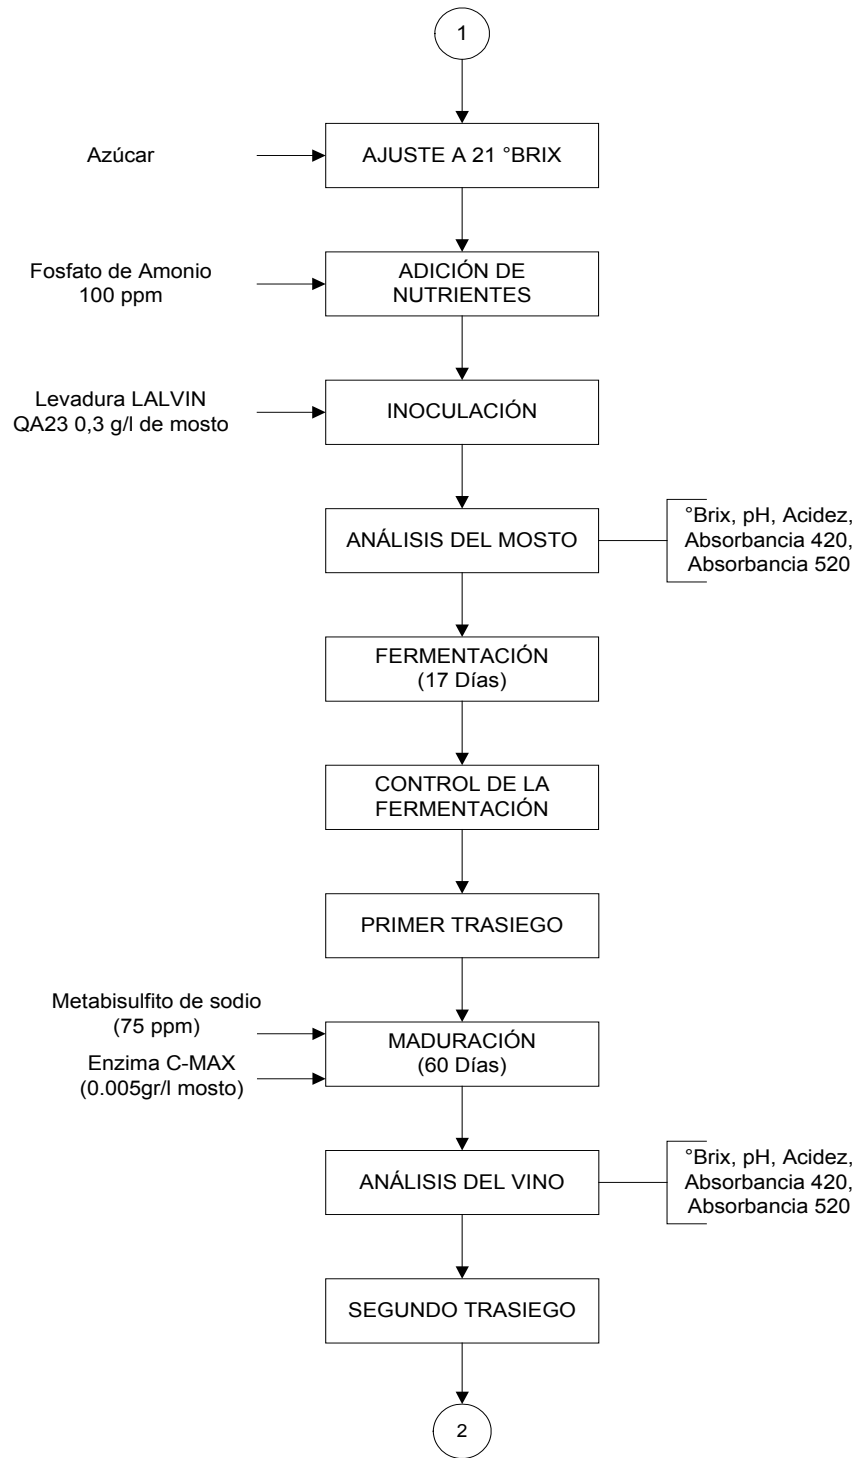 1
Azúcar
AJUSTE A 21 °BRIX
Fosfato de Amonio
100 ppm
ADICIÓN DE
NUTRIENTES
Levadura LALVIN
QA23 0,3 g/l de mosto
INOCULACIÓN
ANÁLISIS DEL MOSTO
°Brix, pH, Acidez,
Absorbancia 420,
Absorbancia 520
FERMENTACIÓN
(17 Días)
CONTROL DE LA
FERMENTACIÓN
PRIMER TRASIEGO
Metabisulfito de sodio
(75 ppm)
Enzima C-MAX
(0.005gr/l mosto)
MADURACIÓN
(60 Días)
ANÁLISIS DEL VINO
°Brix, pH, Acidez,
Absorbancia 420,
Absorbancia 520
SEGUNDO TRASIEGO
2